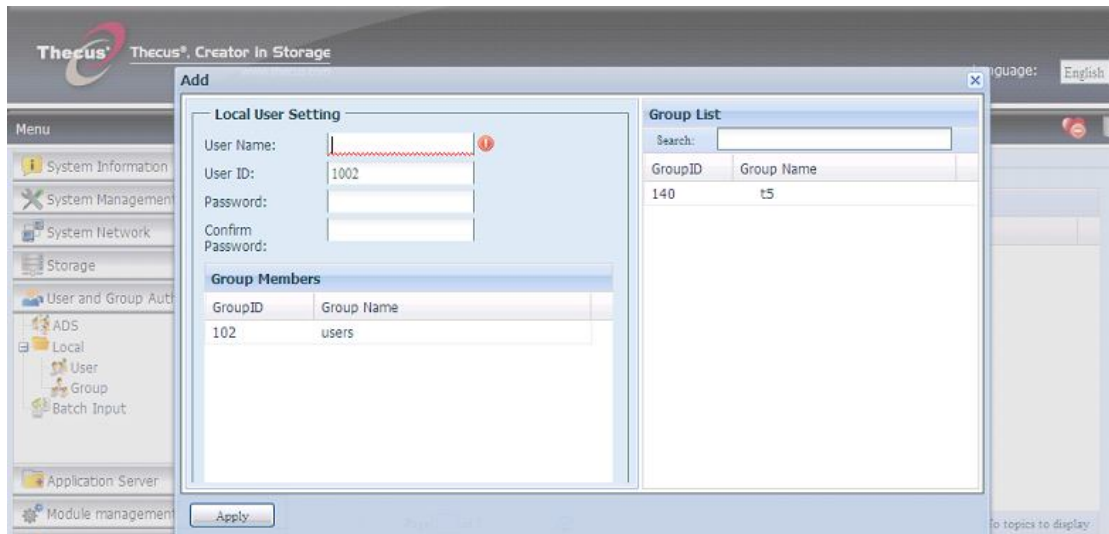 Thecus® Thecus®, Creator in Storage
Language: English
Add
Menu
System Information
System Management
System Network
Storage
User and Group Auth
ADS
Local
User
Group
Batch Input
Application Server
Module management
Local User Setting
User Name:
User ID: 1002
Password:
Confirm
Password:
Group Members
GroupID Group Name
102 users
Apply
Group List
Search:
GroupID Group Name
140 t5
topics to display